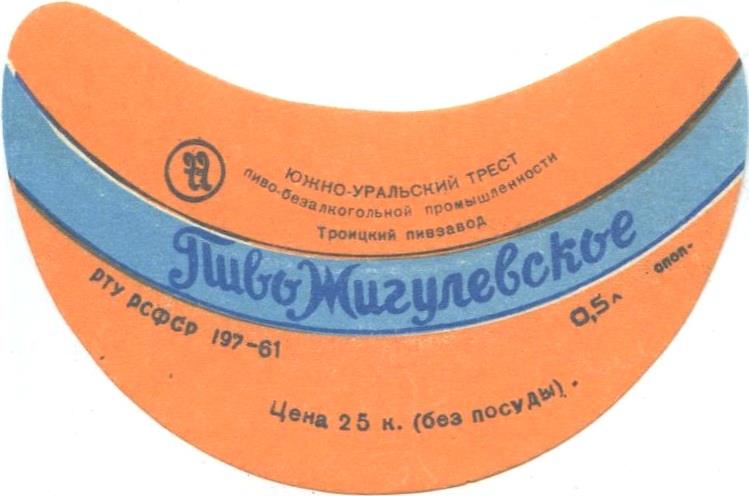 ЮЖНО-УРАЛЬСКИЙ ТРЕСТ
пиво-безалкогольной промышленности
Троицкий пивзавод
Пиво Жигулевское
РТУ РСФСР 197-61
0,5л
Цена 25 к. (без посуды).